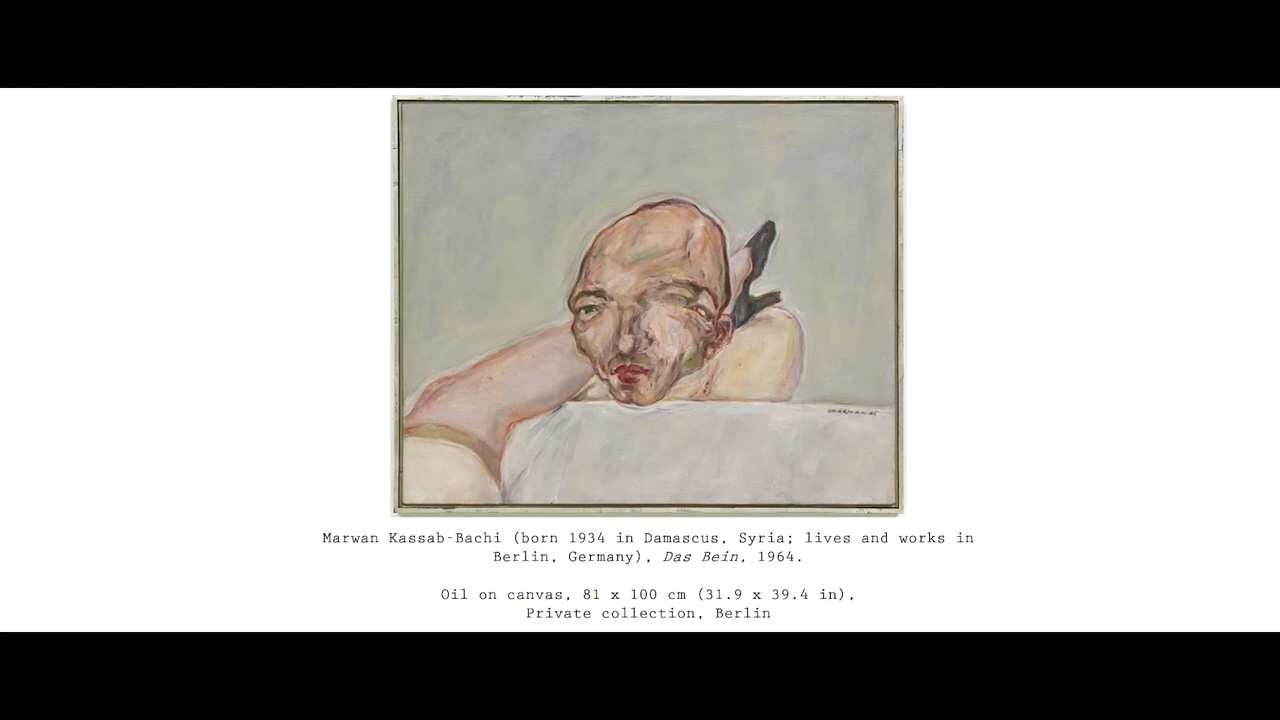 Marwan Kassab-Bachi (born 1934 in Damascus, Syria; lives and works in
Berlin, Germany), Das Bein, 1964.
Oil on canvas, 81 x 100 cm (31.9 x 39.4 in),
Private collection, Berlin